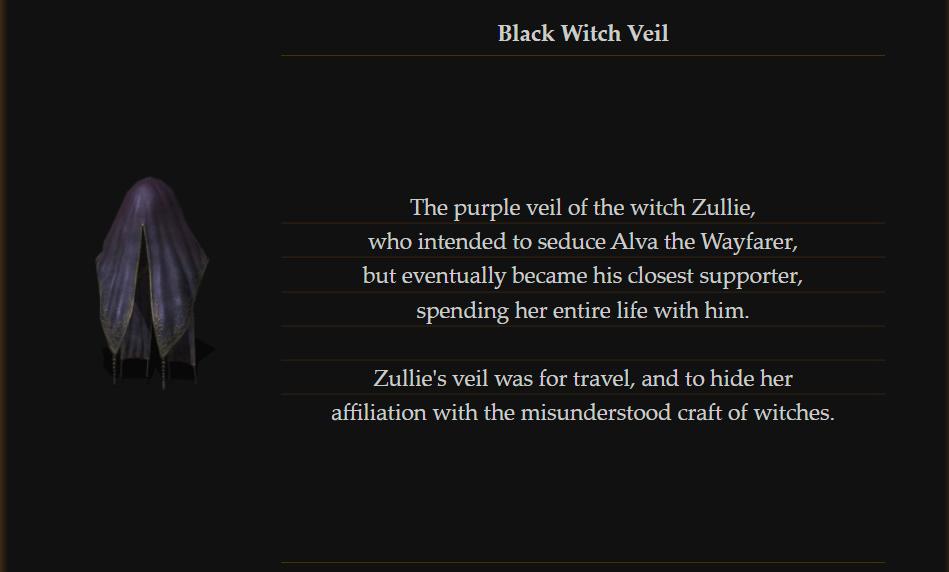 Black Witch Veil
The purple veil of the witch Zullie,
who intended to seduce Alva the Wayfarer,
but eventually became his closest supporter,
spending her entire life with him.
Zullie's veil was for travel, and to hide her
affiliation with the misunderstood craft of witches.